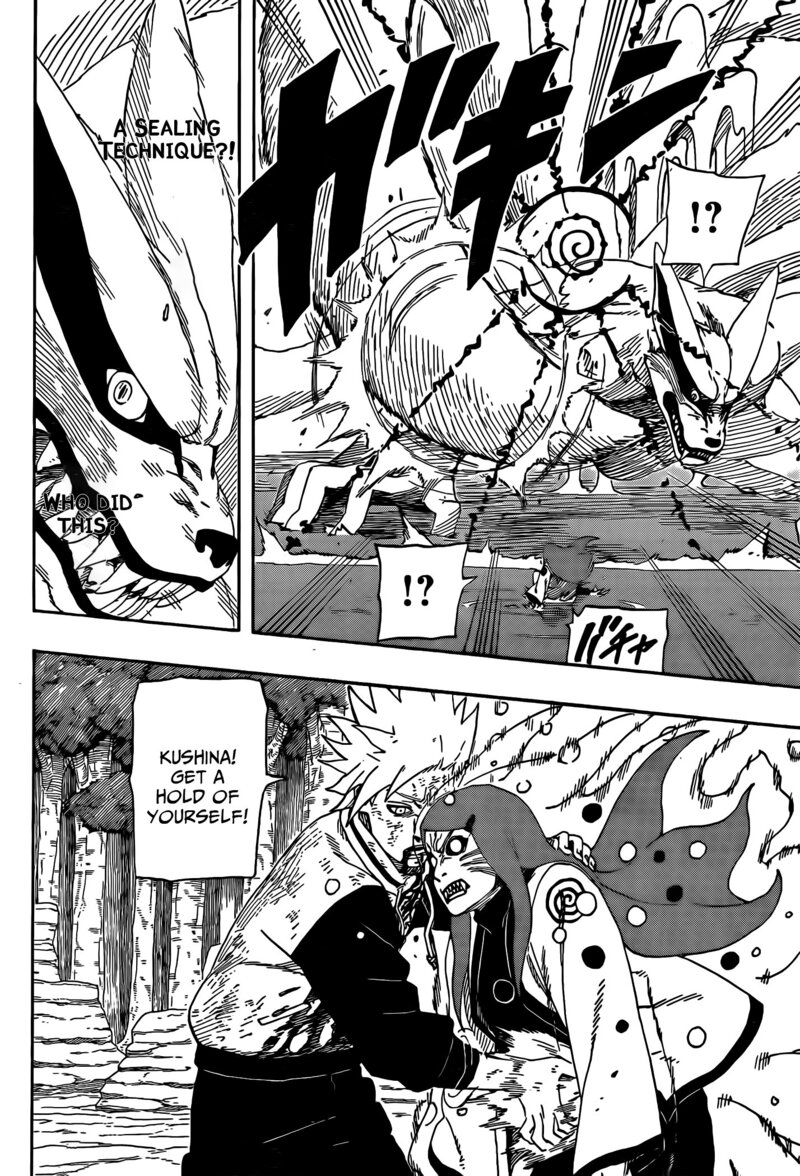 ガキン
!?
!?
バチャ
A SEALING
TECHNIQUE?!
WHO DID
THIS?
KUSHINA!
GET A
HOLD OF
YOURSELF!